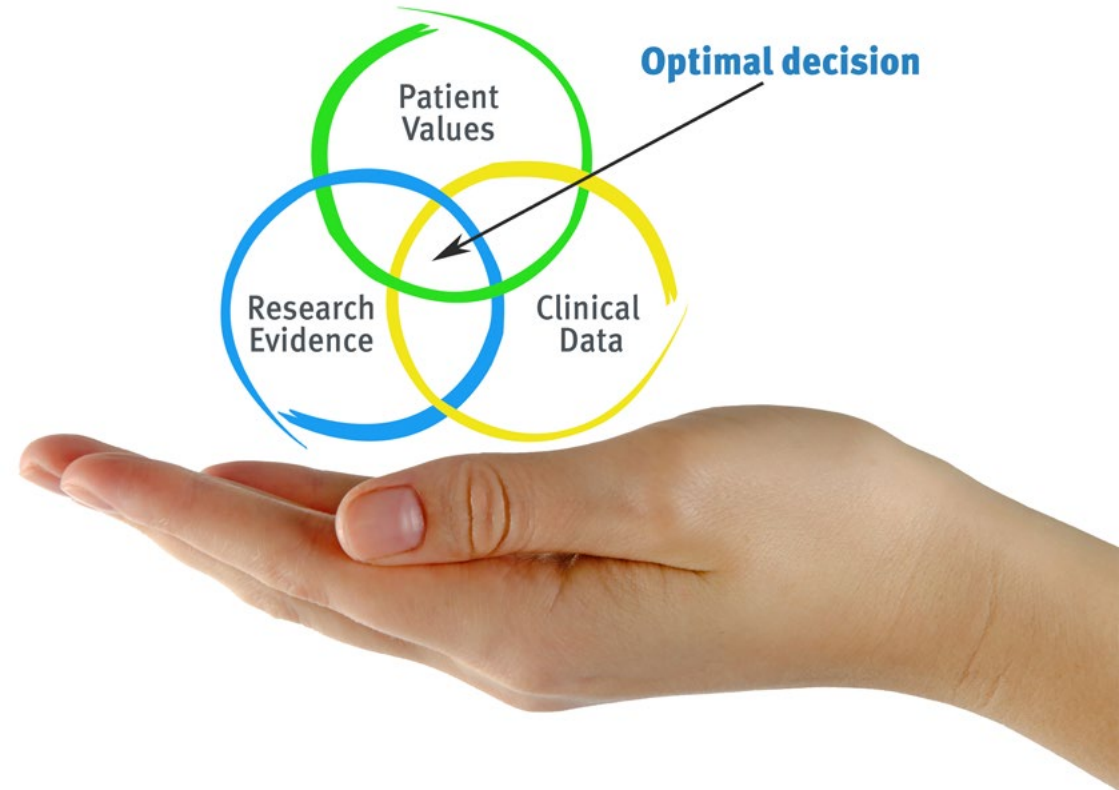 Optimal decision
Patient
Values
Research
Evidence
Clinical
Data